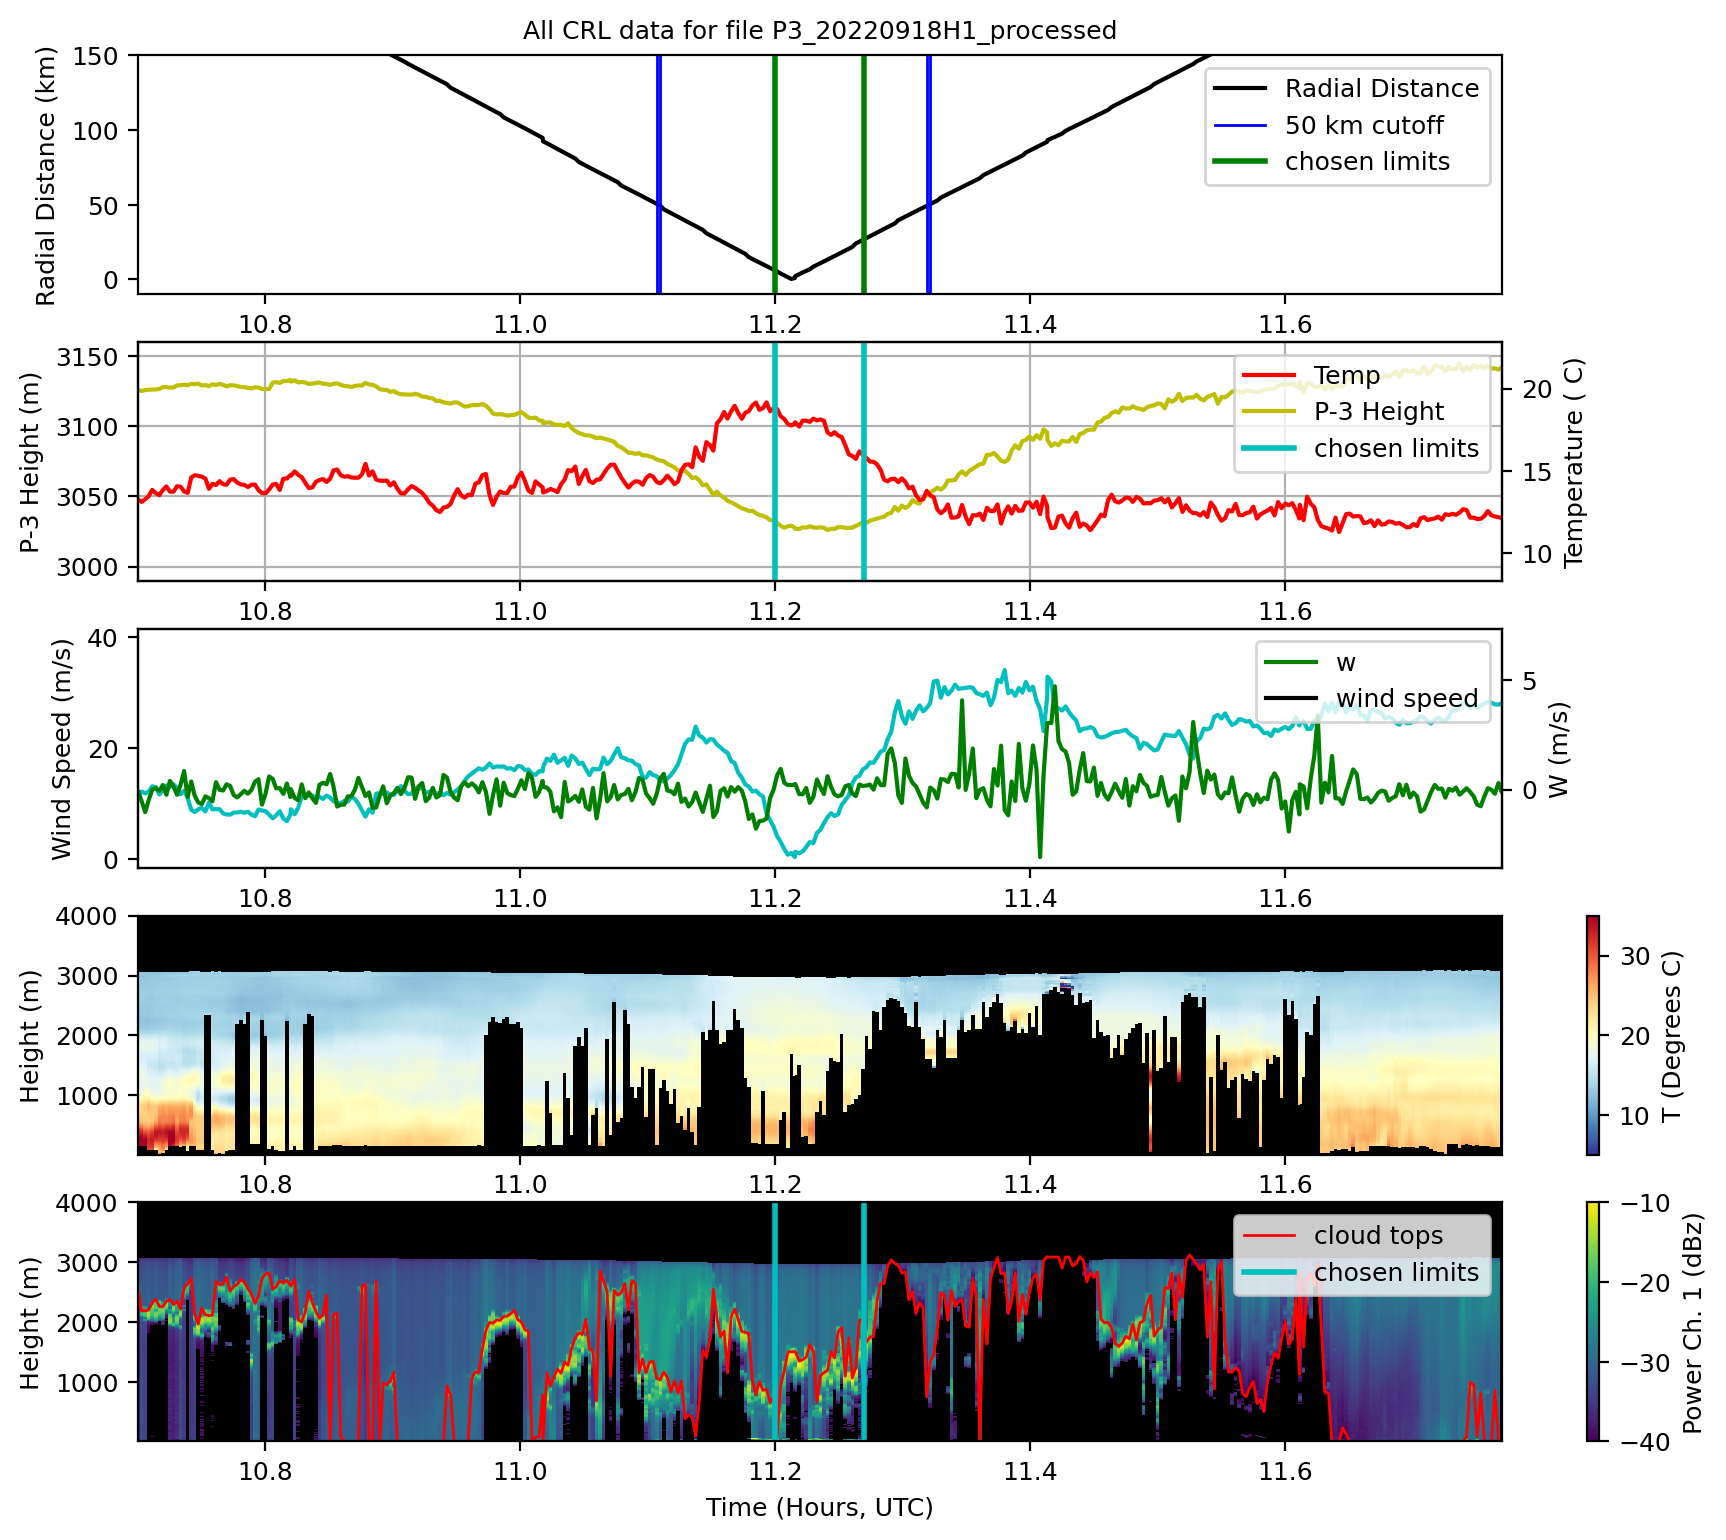 All CRL data for file P3_20220918H1_processed
Radial Distance (km)
150
100
50
0
Radial Distance
50 km cutoff
chosen limits
10.8 11.0 11.2 11.4 11.6
P-3 Height (m)
3150
3100
3050
3000
Temp
P-3 Height
chosen limits
20
15
10
Temperature ( C)
10.8 11.0 11.2 11.4 11.6
Wind Speed (m/s)
40
20
0
w
wind speed
5
0
W (m/s)
10.8 11.0 11.2 11.4 11.6
Height (m)
4000
3000
2000
1000
30
20
10
T (Degrees C)
10.8 11.0 11.2 11.4 11.6
Height (m)
4000
3000
2000
1000
cloud tops
chosen limits
−10
−20
−30
−40
Power Ch. 1 (dBz)
10.8 11.0 11.2 11.4 11.6
Time (Hours, UTC)